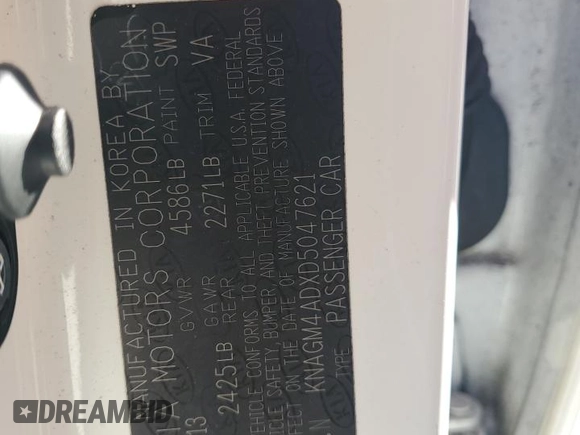 MANUFACTURED IN KOREA BY
KIA MOTORS CORPORATION
13 GVWR 4586LB PAINT SWP
GAWR
2425LB REAR 2271LB TRIM VA
VEHICLE CONFORMS TO ALL APPLICABLE U.S.A. FEDERAL
VEHICLE SAFETY, BUMPER, AND THEFT PREVENTION STANDARDS
EFFECT ON THE DATE OF MANUFACTURE SHOWN ABOVE
KNAGM4ADXD5047621
TYPE PASSENGER CAR
DREAMBID